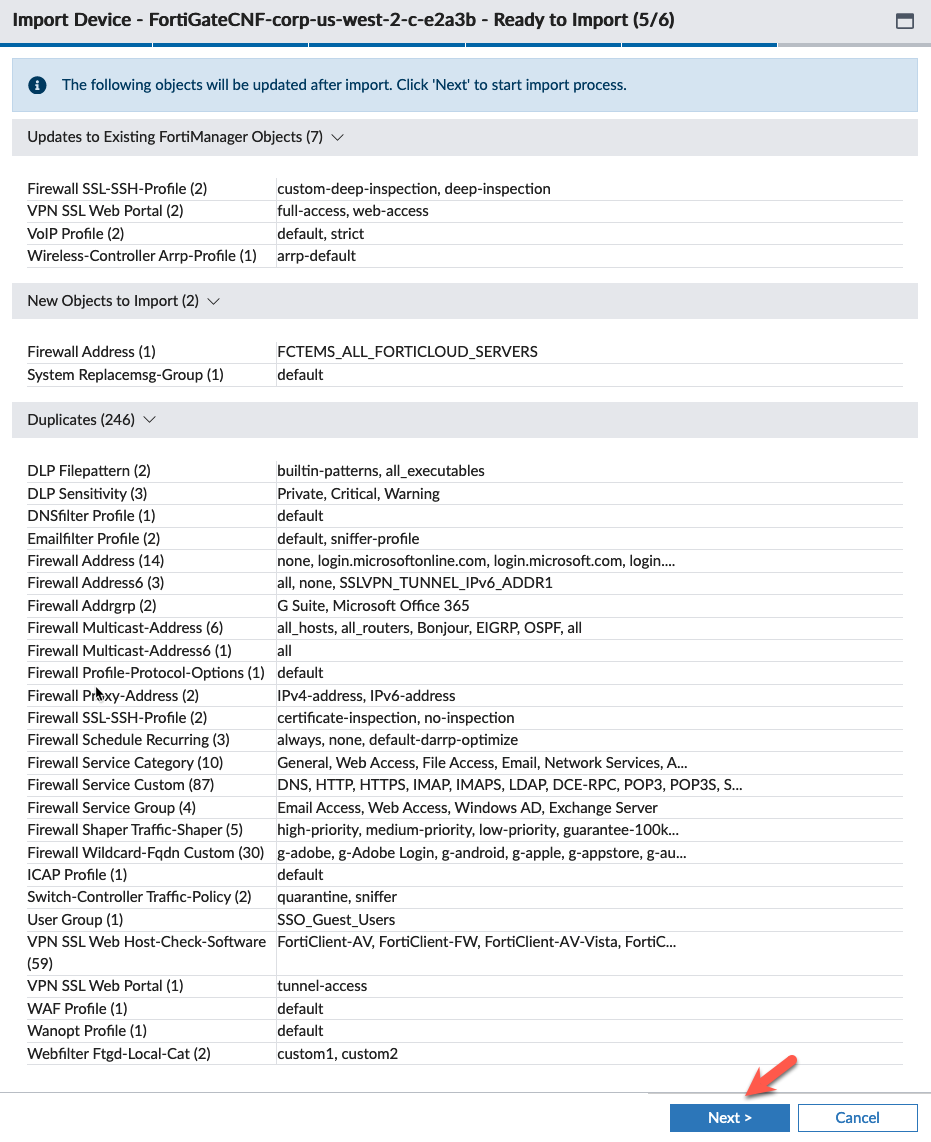 Import Device - FortiGateCNF-corp-us-west-2-c-e2a3b - Ready to Import (5/6)
The following objects will be updated after import. Click 'Next' to start import process.
Updates to Existing FortiManager Objects (7)
Firewall SSL-SSH-Profile (2) custom-deep-inspection, deep-inspection
VPN SSL Web Portal (2) full-access, web-access
VoIP Profile (2) default, strict
Wireless-Controller Arrp-Profile (1) arrp-default
New Objects to Import (2)
Firewall Address (1) FCTEMS_ALL_FORTICLOUD_SERVERS
System Replacemsg-Group (1) default
Duplicates (246)
DLP Filepattern (2) builtin-patterns, all_executables
DLP Sensitivity (3) Private, Critical, Warning
DNSfilter Profile (1) default
Emailfilter Profile (2) default, sniffer-profile
Firewall Address (14) none, login.microsoftonline.com, login.microsoft.com, login....
Firewall Address6 (3) all, none, SSLVPN_TUNNEL_IPv6_ADDR1
Firewall Addrgrp (2) G Suite, Microsoft Office 365
Firewall Multicast-Address (6) all_hosts, all_routers, Bonjour, EIGRP, OSPF, all
Firewall Multicast-Address6 (1) all
Firewall Profile-Protocol-Options (1) default
Firewall Proxy-Address (2) IPv4-address, IPv6-address
Firewall SSL-SSH-Profile (2) certificate-inspection, no-inspection
Firewall Schedule Recurring (3) always, none, default-darrp-optimize
Firewall Service Category (10) General, Web Access, File Access, Email, Network Services, A...
Firewall Service Custom (87) DNS, HTTP, HTTPS, IMAP, IMAPS, LDAP, DCE-RPC, POP3, POP3S, S...
Firewall Service Group (4) Email Access, Web Access, Windows AD, Exchange Server
Firewall Shaper Traffic-Shaper (5) high-priority, medium-priority, low-priority, guarantee-100k...
Firewall Wildcard-Fqdn Custom (30) g-adobe, g-Adobe Login, g-android, g-apple, g-appstore, g-au...
ICAP Profile (1) default
Switch-Controller Traffic-Policy (2) quarantine, sniffer
User Group (1) SSO_Guest_Users
VPN SSL Web Host-Check-Software FortiClient-AV, FortiClient-FW, FortiClient-AV-Vista, FortiC...
(59)
VPN SSL Web Portal (1) tunnel-access
WAF Profile (1) default
Wanopt Profile (1) default
Webfilter Ftgd-Local-Cat (2) custom1, custom2
Next > Cancel